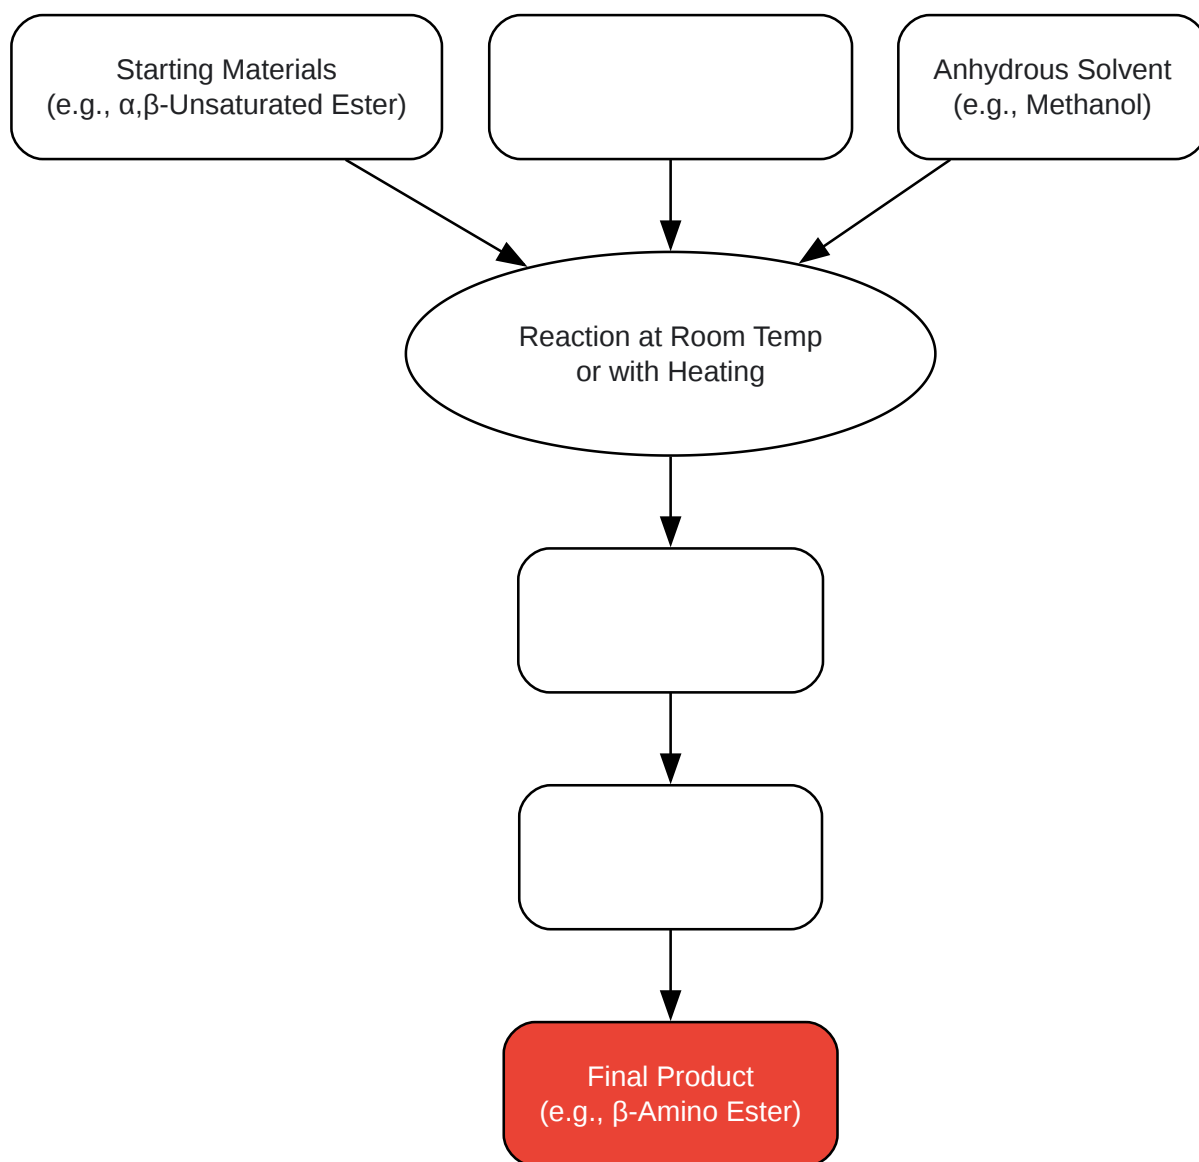 Starting Materials
(e.g., α,β-Unsaturated Ester)
Anhydrous Solvent
(e.g., Methanol)
Reaction at Room Temp
or with Heating
Final Product
(e.g., β-Amino Ester)